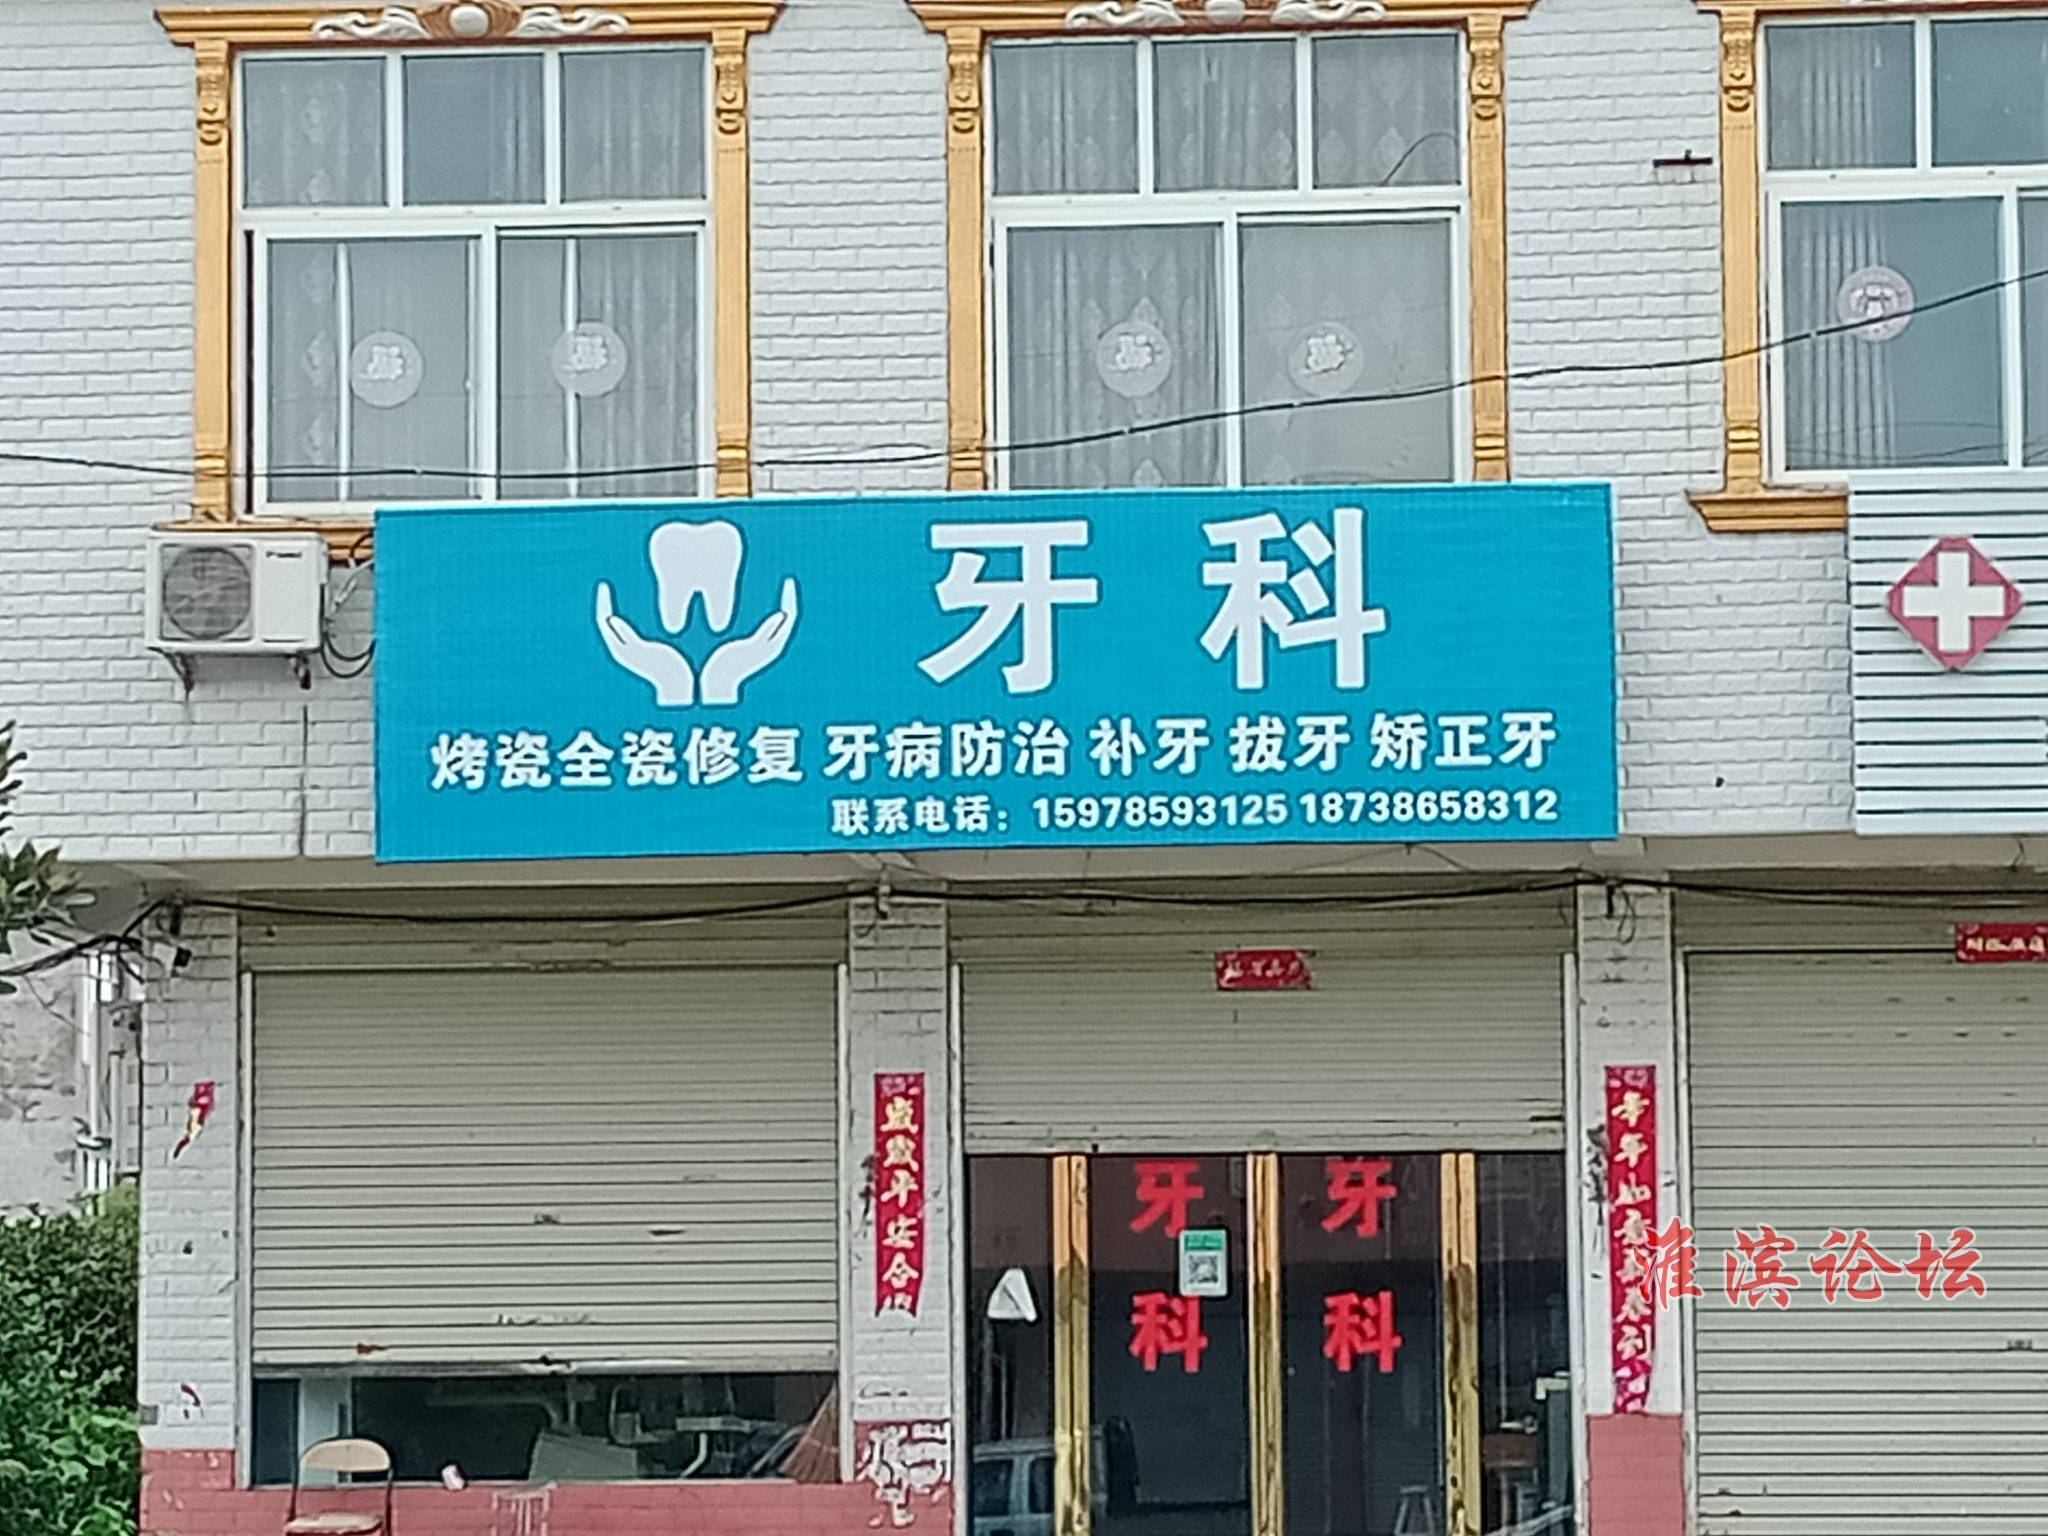 牙科
烤瓷全瓷修复 牙病防治 补牙 拔牙 矫正牙
联系电话：15978593125 18738658312
牙科
牙科
淮滨论坛